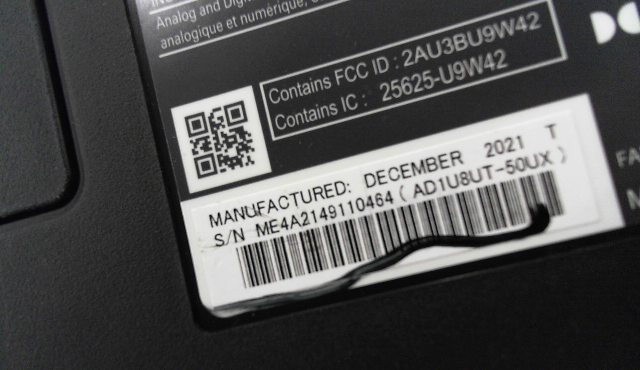 Analog and Digi
analogique et numérique,
Contains FCC ID : 2AU3BU9W42
Contains IC : 25625-U9W42
MANUFACTURED: DECEMBER 2021 T
S/N ME4A2149110464 ( AD1U8UT-50UX )